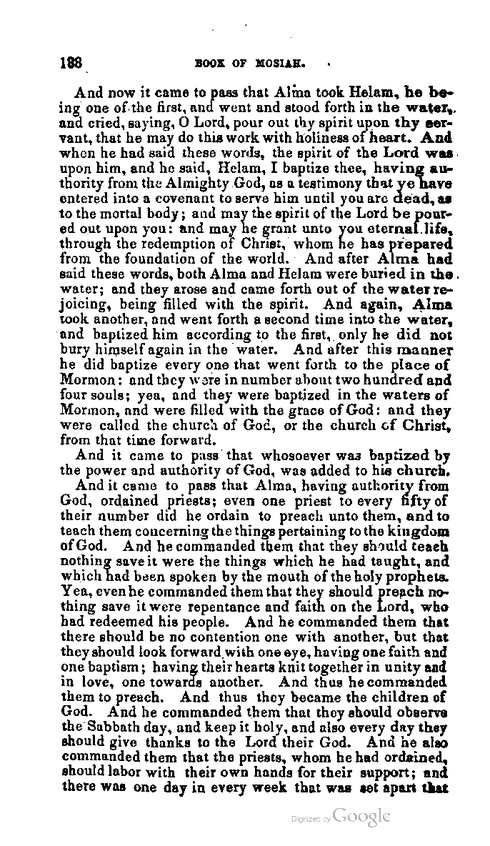 188 BOOK OF MOSIAH.
And now it came to pass that Alma took Helam, he be-
ing one of the first, and went and stood forth in the water,
and cried, saying, O Lord, pour out thy spirit upon thy ser-
vant, that he may do this work with holiness of heart. And
when he had said these words, the spirit of the Lord was
upon him, and he said, Helam, I baptize thee, having au-
thority from the Almighty God, as a testimony that ye have
entered into a covenant to serve him until you are dead, as
to the mortal body; and may the spirit of the Lord be pour-
ed out upon you: and may he grant unto you eternal life,
through the redemption of Christ, whom he has prepared
from the foundation of the world. And after Alma had
said these words, both Alma and Helam were buried in the
water; and they arose and came forth out of the water re-
joicing, being filled with the spirit. And again, Alma
took another, and went forth a second time into the water,
and baptized him according to the first, only he did not
bury himself again in the water. And after this manner
he did baptize every one that went forth to the place of
Mormon: and they were in number about two hundred and
four souls; yea, and they were baptized in the waters of
Mormon, and were filled with the grace of God: and they
were called the church of God, or the church of Christ,
from that time forward.
And it came to pass that whosoever was baptized by
the power and authority of God, was added to his church.
And it came to pass that Alma, having authority from
God, ordained priests; even one priest to every fifty of
their number did he ordain to preach unto them, and to
teach them concerning the things pertaining to the kingdom
of God. And he commanded them that they should teach
nothing save it were the things which he had taught, and
which had been spoken by the mouth of the holy prophets.
Yea, even he commanded them that they should preach no-
thing save it were repentance and faith on the Lord, who
had redeemed his people. And he commanded them that
there should be no contention one with another, but that
they should look forward with one eye, having one faith and
one baptism; having their hearts knit together in unity and
in love, one towards another. And thus he commanded
them to preach. And thus they became the children of
God. And he commanded them that they should observe
the Sabbath day, and keep it holy, and also every day they
should give thanks to the Lord their God. And he also
commanded them that the priests, whom he had ordained,
should labor with their own hands for their support; and
there was one day in every week that was set apart that
Digitized by Google